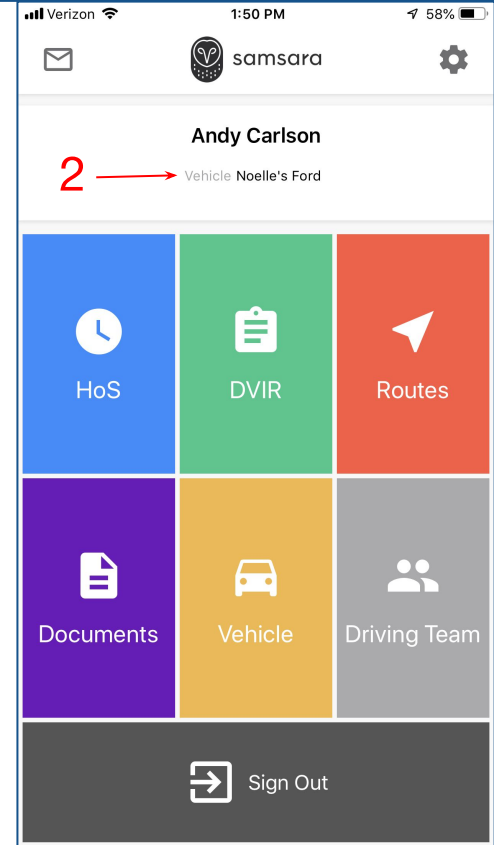 Verizon 1:50 PM 58%
samsara
Andy Carlson
2 Vehicle Noelle's Ford
HoS DVIR Routes
Documents Vehicle Driving Team
Sign Out